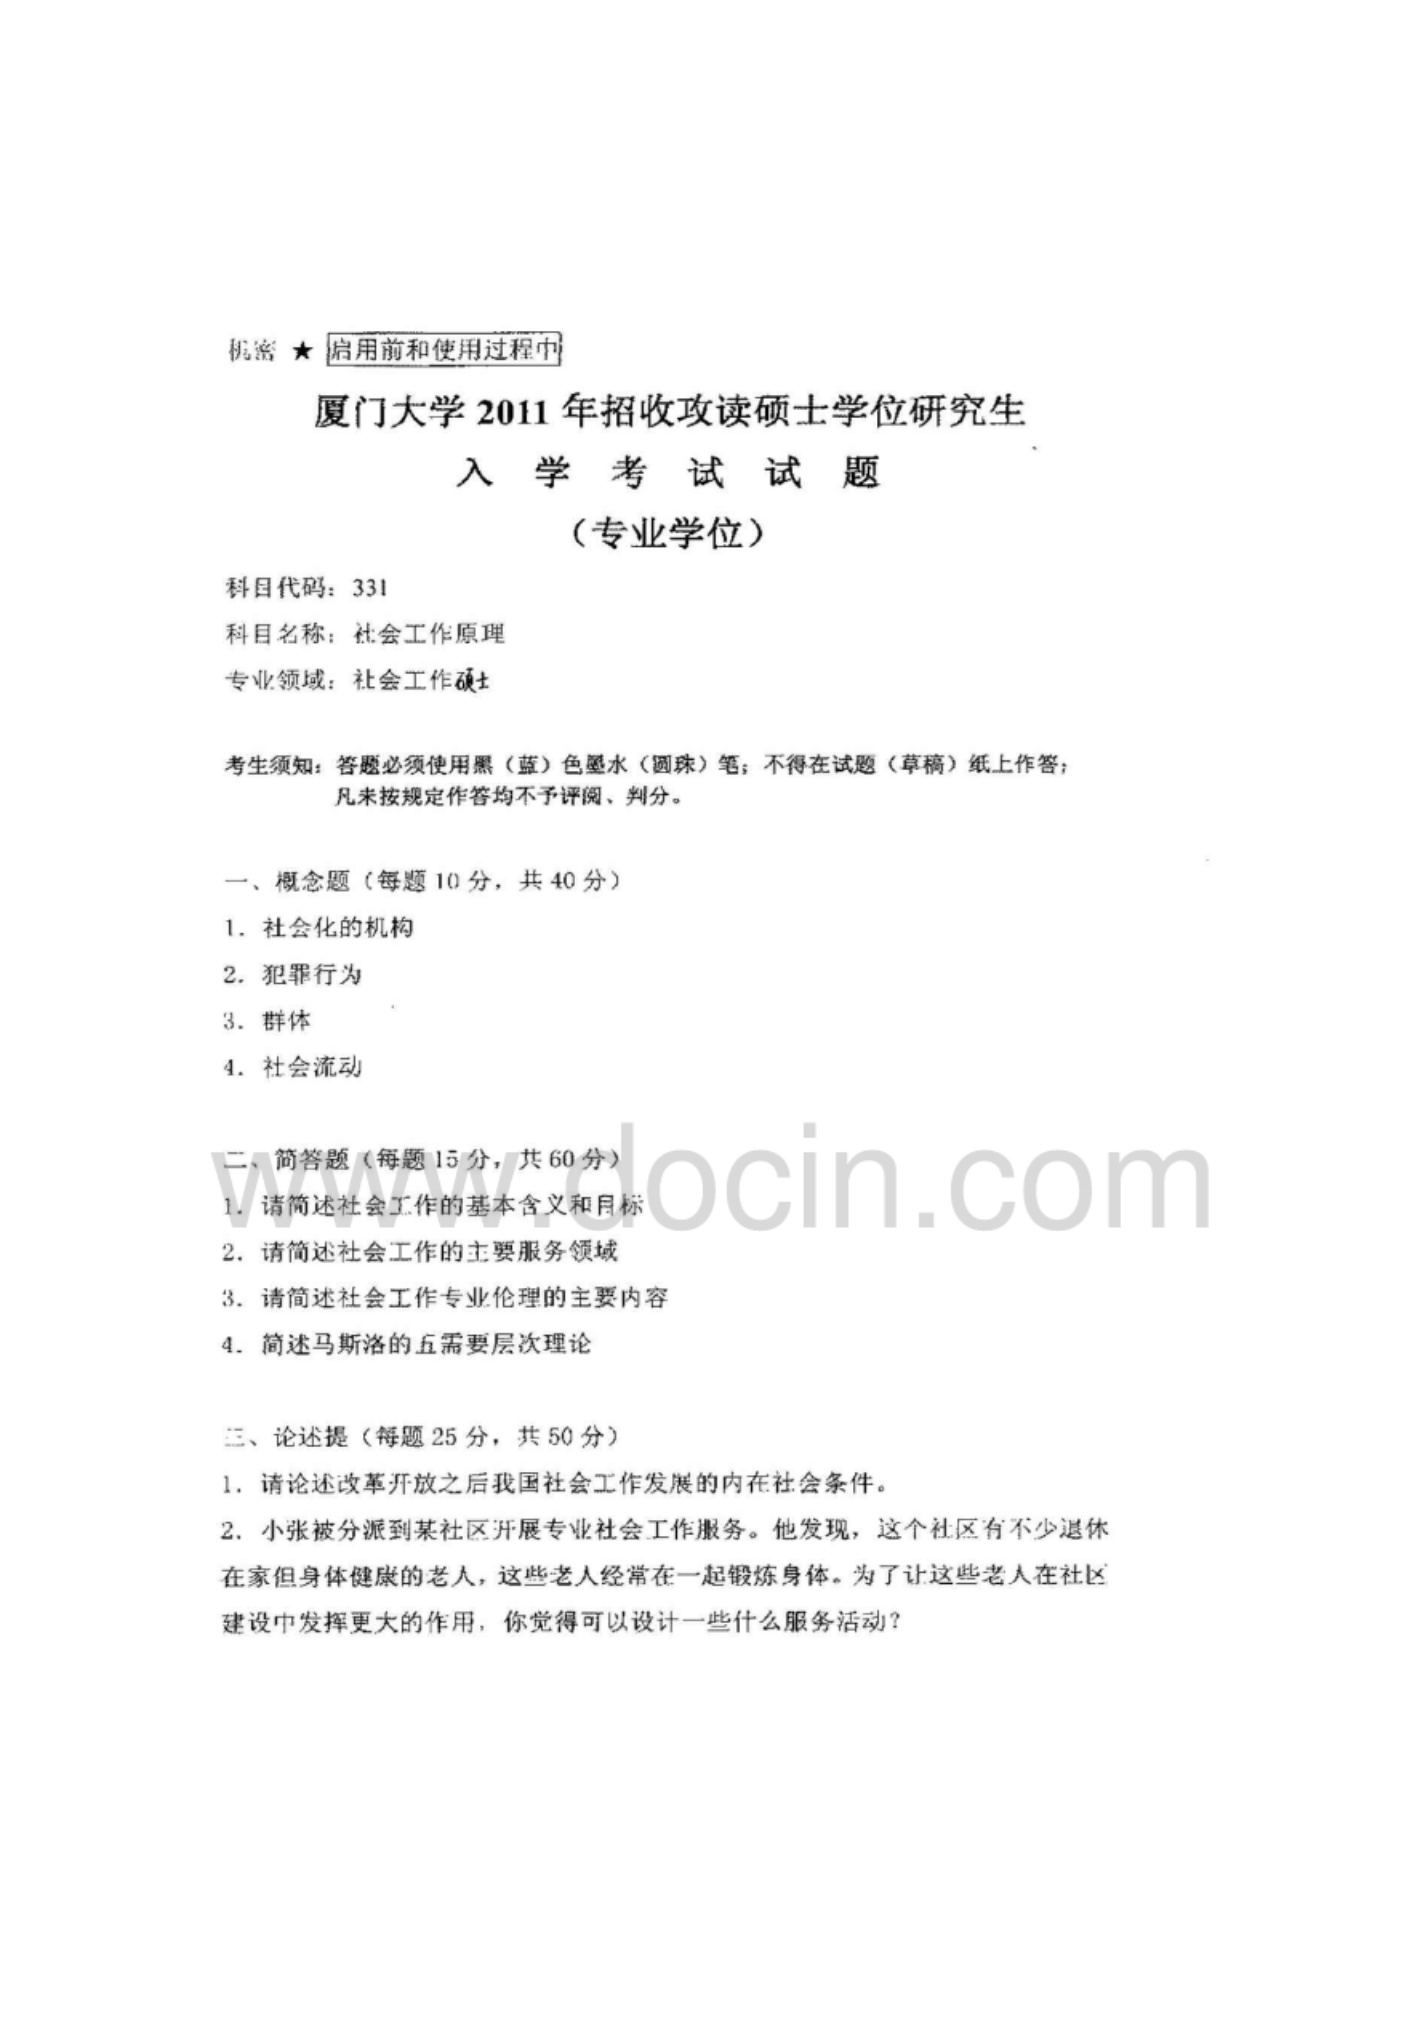 机密 ★ 启用前和使用过程中
厦门大学 2011 年招收攻读硕士学位研究生
入 学 考 试 试 题
（专业学位）
科目代码：331
科目名称：社会工作原理
专业领域：社会工作硕士
考生须知：答题必须使用黑（蓝）色墨水（圆珠）笔；不得在试题（草稿）纸上作答；
凡未按规定作答均不予评阅、判分。
一、概念题（每题 10 分，共 40 分）
1．社会化的机构
2．犯罪行为
3．群体
4．社会流动
二、简答题（每题 15 分，共 60 分）
www.docin.com
1．请简述社会工作的基本含义和目标
2．请简述社会工作的主要服务领域
3．请简述社会工作专业伦理的主要内容
4．简述马斯洛的五需要层次理论
三、论述提（每题 25 分，共 50 分）
1．请论述改革开放之后我国社会工作发展的内在社会条件。
2．小张被分派到某社区开展专业社会工作服务。他发现，这个社区有不少退休
在家但身体健康的老人，这些老人经常在一起锻炼身体。为了让这些老人在社区
建设中发挥更大的作用，你觉得可以设计一些什么服务活动？